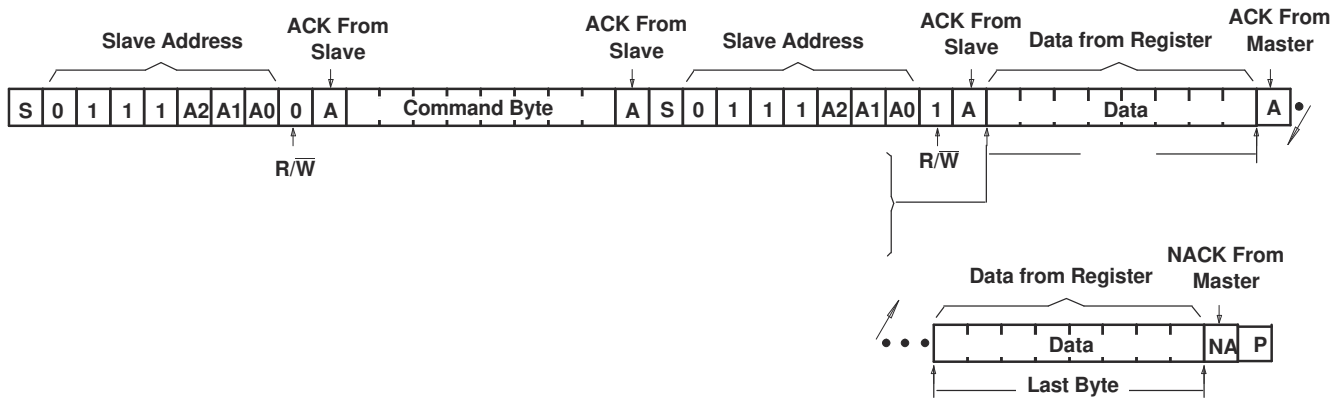 Slave Address
ACK From
Slave
ACK From
Slave
Slave Address
ACK From
Slave
Data from Register
ACK From
Master
S 0 1 1 1 A2 A1 A0 0 A Command Byte A S 0 1 1 1 A2 A1 A0 1 A Data A
R/W̅
R/W̅
Data from Register
NACK From
Master
Data NA P
Last Byte